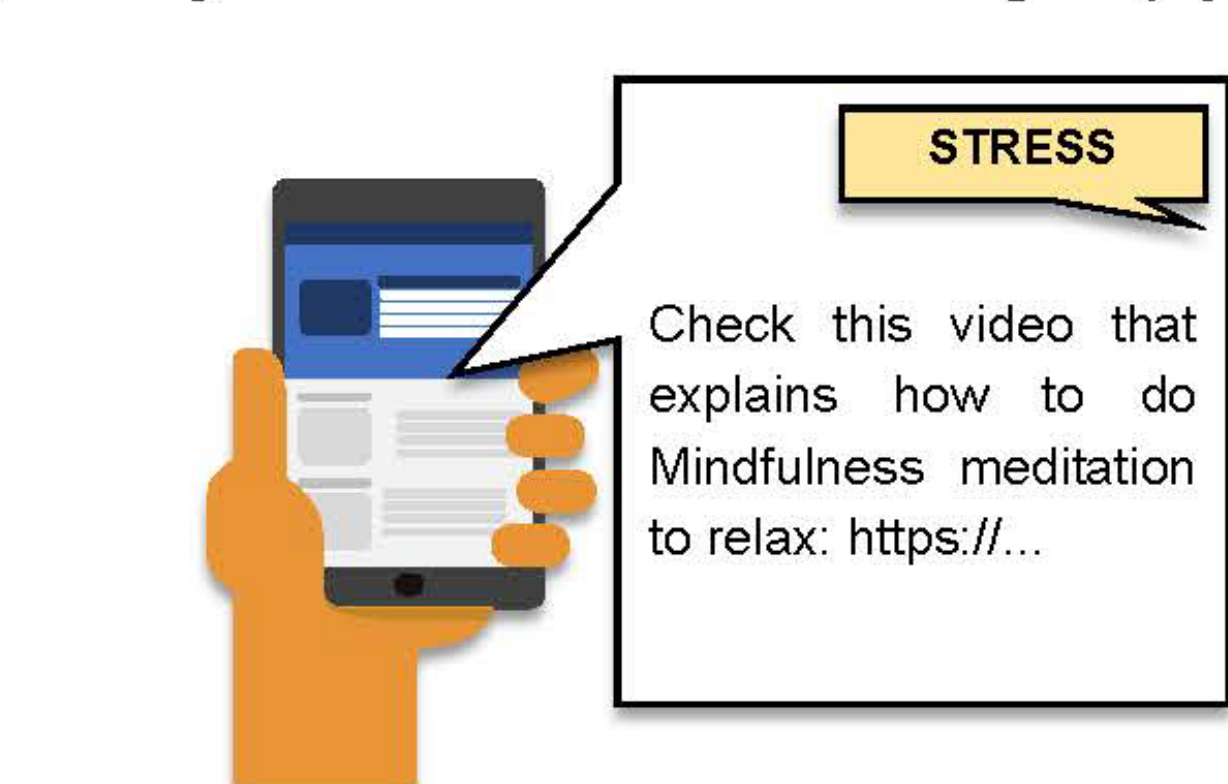 STRESS
Check this video that
explains how to do
Mindfulness meditation
to relax: https://...